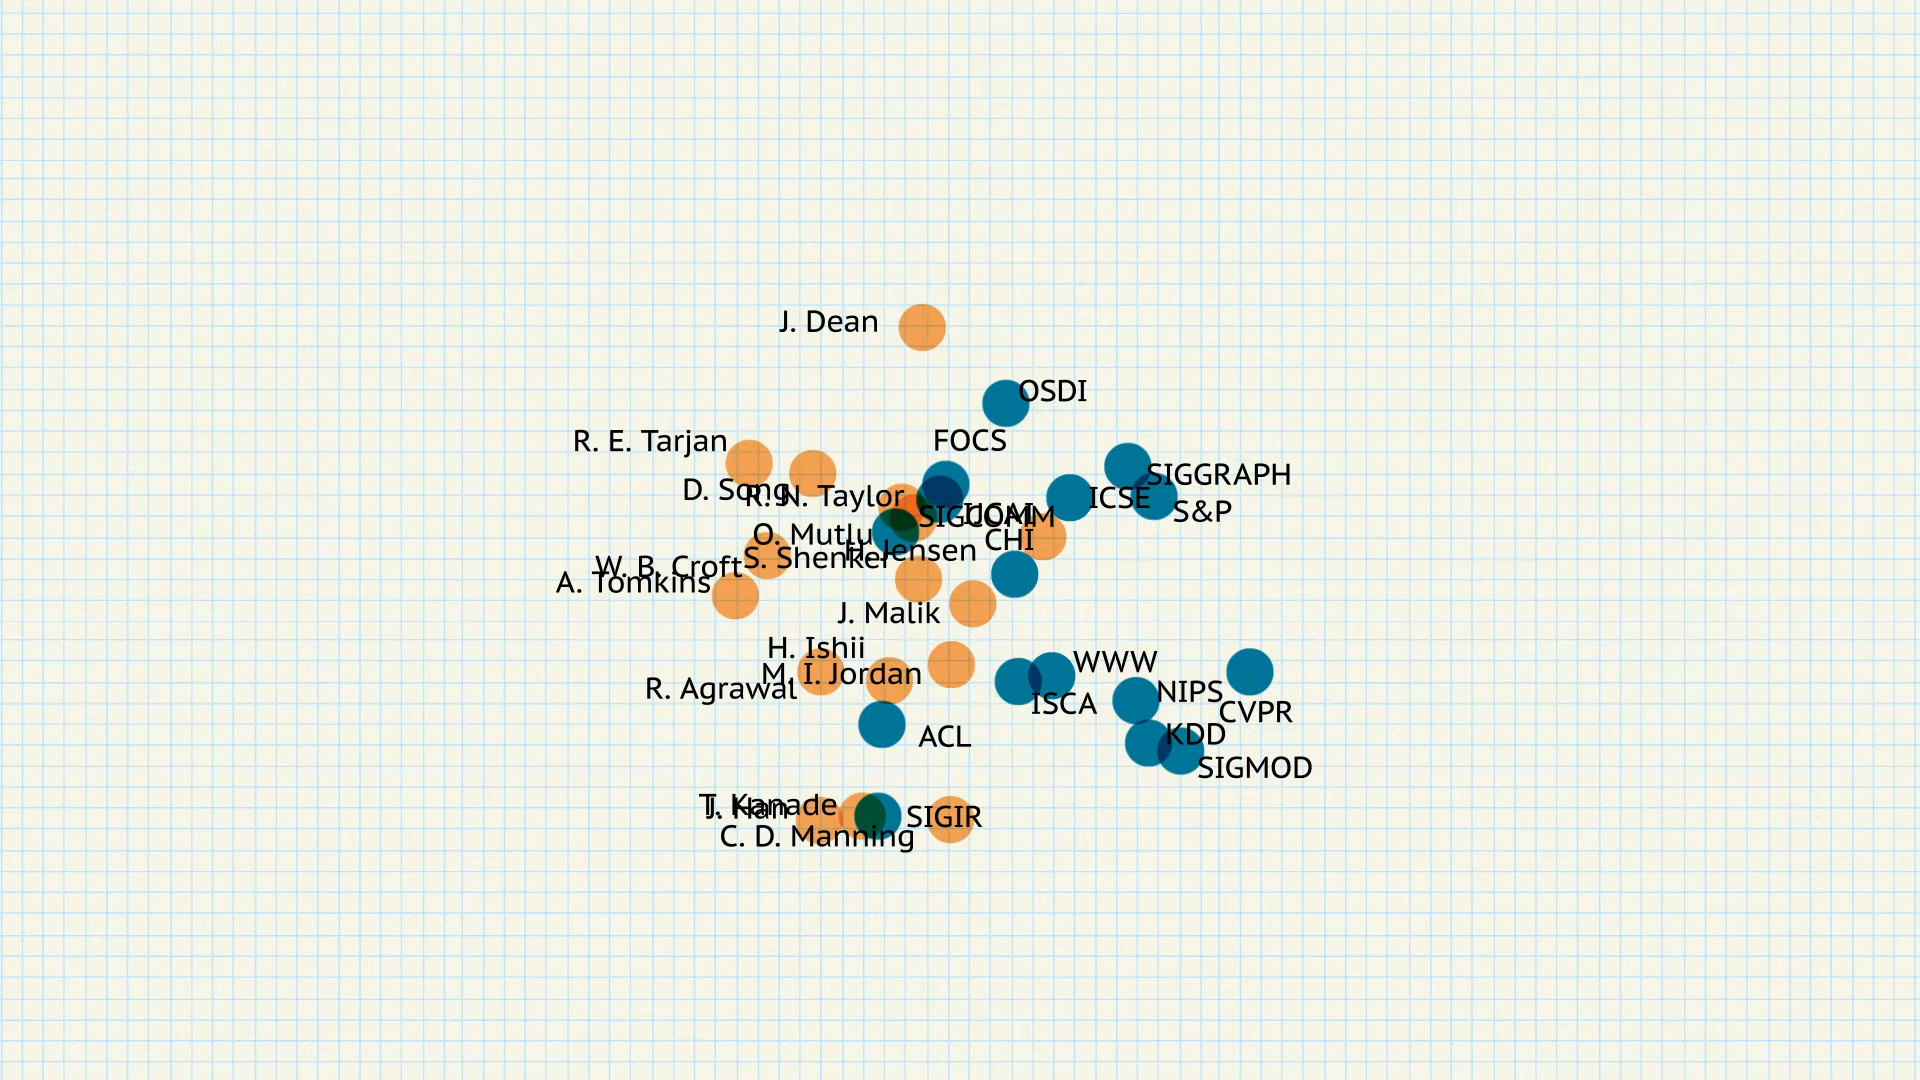 J. Dean
OSDI
R. E. Tarjan
FOCS
SIGGRAPH
D. Song
R. N. Taylor
ICSE
S&P
IJCAI
SIGCOMM
O. Mutlu
CHI
H. Jensen
S. Shenker
W. B. Croft
A. Tomkins
J. Malik
H. Ishii
WWW
M. I. Jordan
R. Agrawal
NIPS
ISCA
CVPR
ACL
KDD
SIGMOD
T. Kanade
J. Han
SIGIR
C. D. Manning